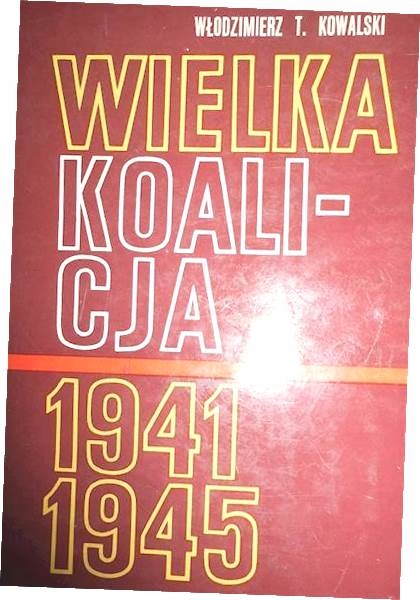 WŁODZIMIERZ T. KOWALSKI
WIELKA
KOALI-
CJA
1941
1945